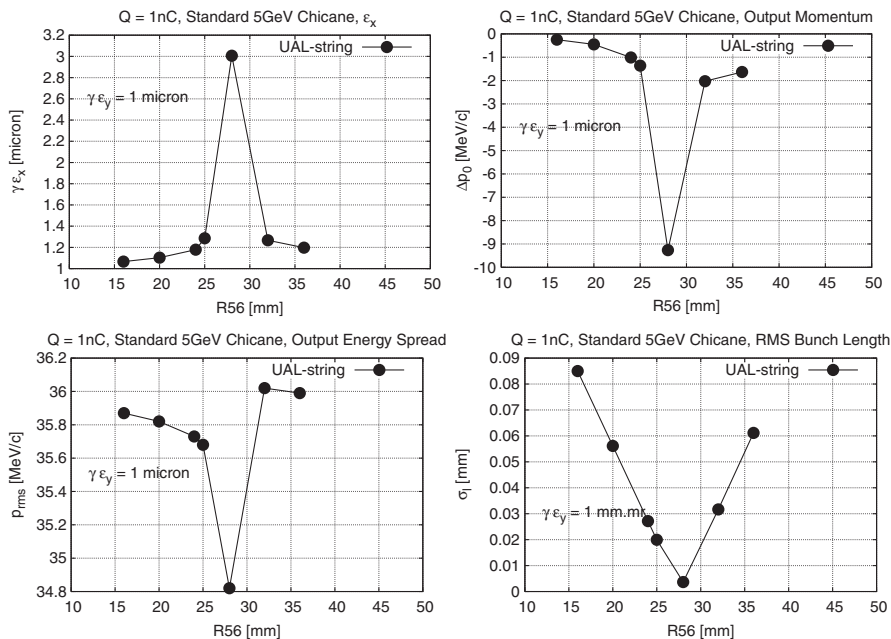 Q = 1nC, Standard 5GeV Chicane, ε_x
γ ε_x [micron]
3.2
3
2.8
2.6
2.4
2.2
2
1.8
1.6
1.4
1.2
1
UAL-string
γ ε_y = 1 micron
10 15 20 25 30 35 40 45 50
R56 [mm]
Q = 1nC, Standard 5GeV Chicane, Output Momentum
Δp_0 [MeV/c]
0
-1
-2
-3
-4
-5
-6
-7
-8
-9
-10
UAL-string
γ ε_y = 1 micron
10 15 20 25 30 35 40 45 50
R56 [mm]
Q = 1nC, Standard 5GeV Chicane, Output Energy Spread
p_rms [MeV/c]
36.2
36
35.8
35.6
35.4
35.2
35
34.8
UAL-string
γ ε_y = 1 micron
10 15 20 25 30 35 40 45 50
R56 [mm]
Q = 1nC, Standard 5GeV Chicane, RMS Bunch Length
σ_l [mm]
0.09
0.08
0.07
0.06
0.05
0.04
0.03
0.02
0.01
0
UAL-string
γ ε_y = 1 mm.mr
10 15 20 25 30 35 40 45 50
R56 [mm]